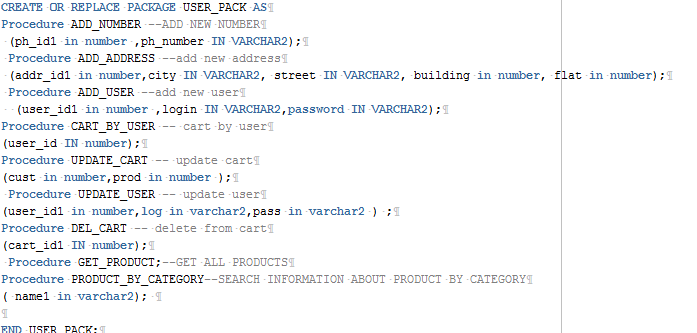 CREATE OR REPLACE PACKAGE USER_PACK AS¶
Procedure ADD_NUMBER --ADD NEW NUMBER¶
(ph_id1 in number ,ph_number IN VARCHAR2);¶
Procedure ADD_ADDRESS --add new address¶
(addr_id1 in number,city IN VARCHAR2, street IN VARCHAR2, building in number, flat in number);¶
Procedure ADD_USER --add new user¶
(user_id1 in number ,login IN VARCHAR2,password IN VARCHAR2);¶
Procedure CART_BY_USER -- cart by user¶
(user_id IN number);¶
Procedure UPDATE_CART -- update cart¶
(cust in number,prod in number );¶
Procedure UPDATE_USER -- update user¶
(user_id1 in number,log in varchar2,pass in varchar2 ) ;¶
Procedure DEL_CART -- delete from cart¶
(cart_id1 IN number);¶
Procedure GET_PRODUCT;--GET ALL PRODUCTS¶
Procedure PRODUCT_BY_CATEGORY--SEARCH INFORMATION ABOUT PRODUCT BY CATEGORY¶
( name1 in varchar2); ¶
¶
END USER_PACK;¶